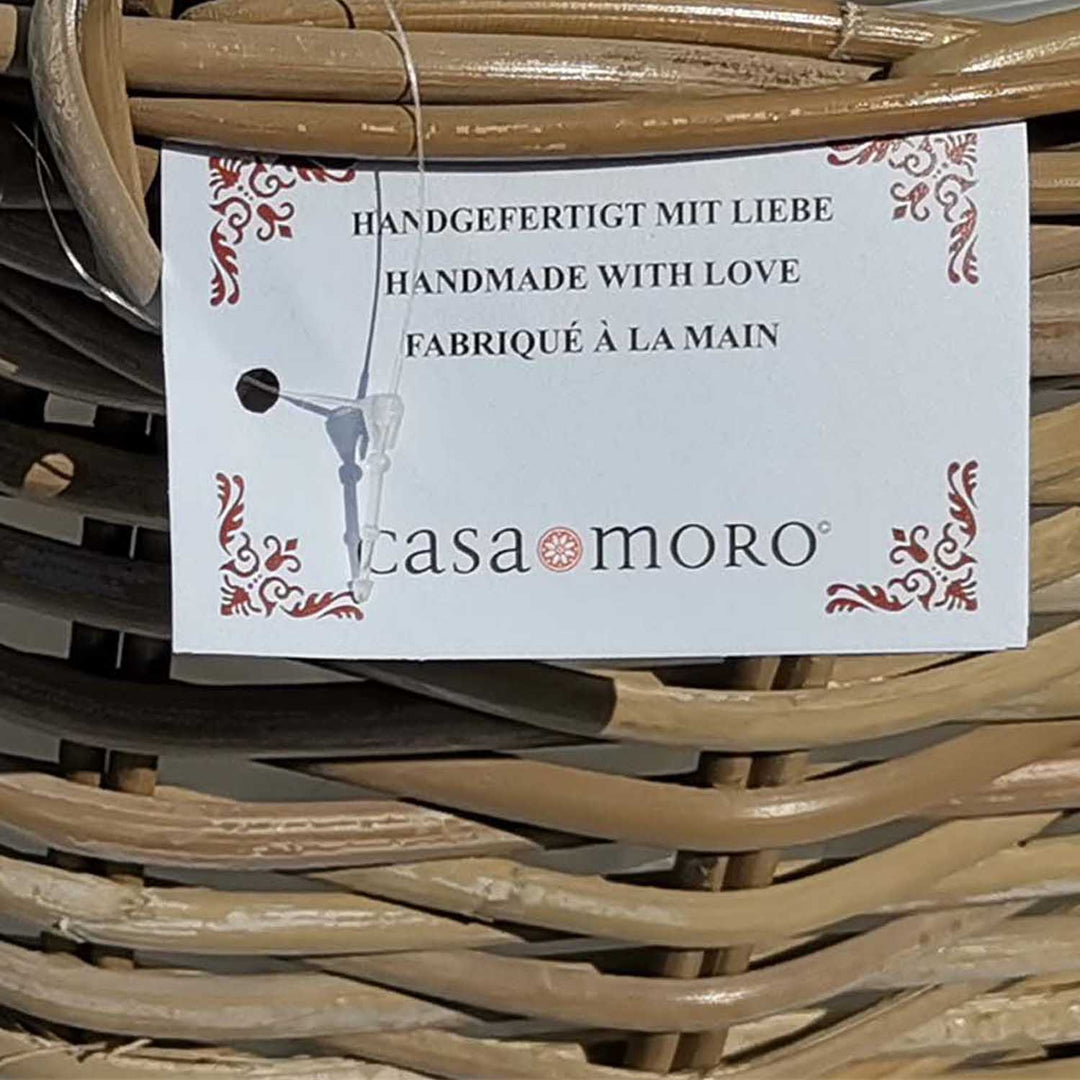 HANDGEFERTIGT MIT LIEBE
HANDMADE WITH LOVE
FABRIQUÉ À LA MAIN
casa moro©